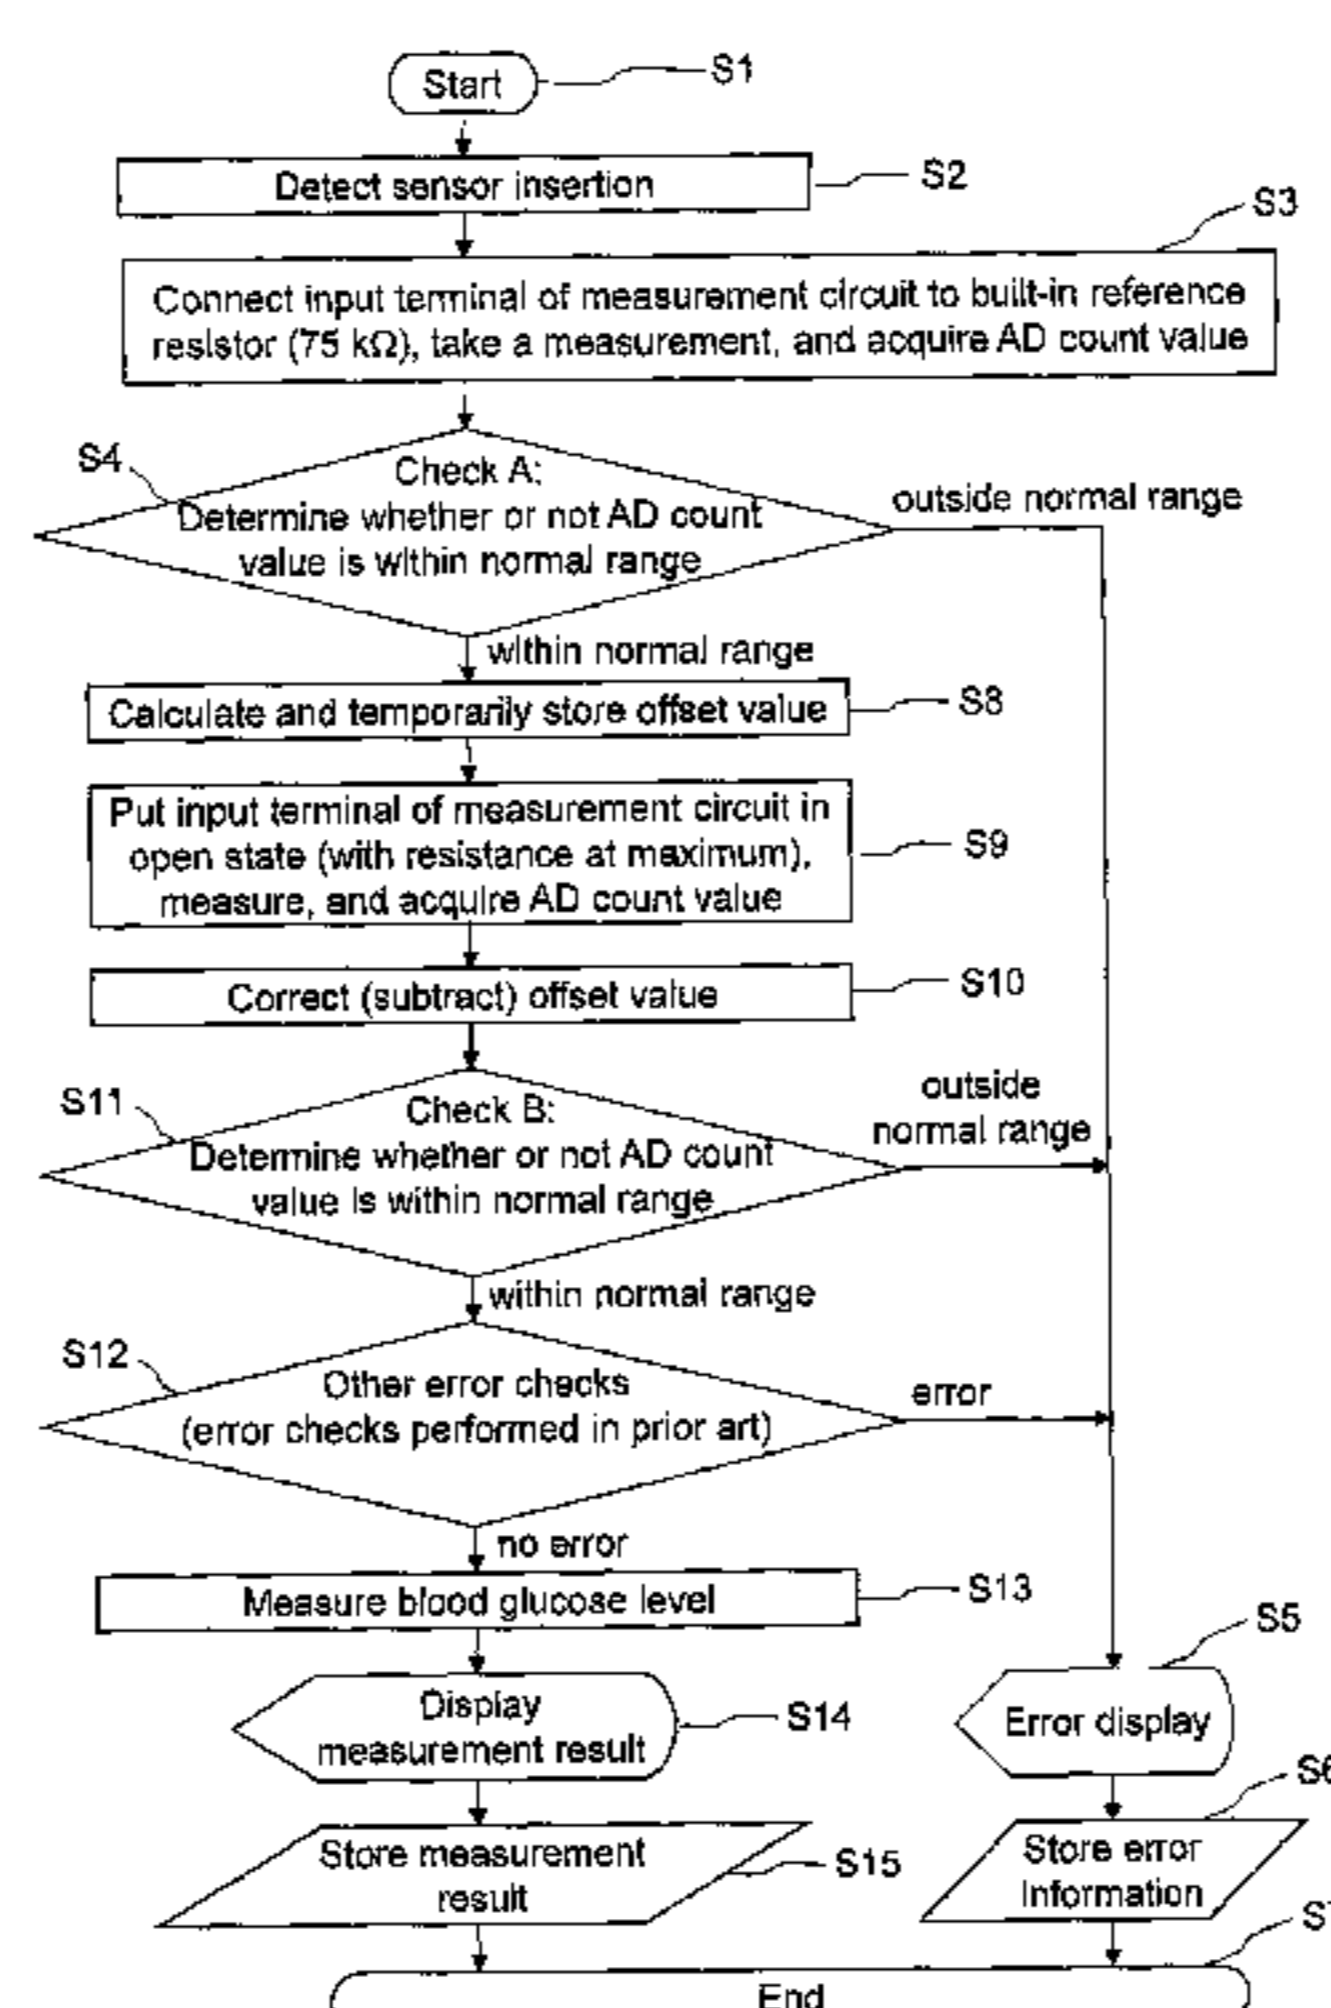 Start
S1
Detect sensor insertion
S2
S3
Connect input terminal of measurement circuit to built-in reference
resistor (75 kΩ), take a measurement, and acquire AD count value
S4
Check A:
Determine whether or not AD count
value is within normal range
outside normal range
within normal range
Calculate and temporarily store offset value
S8
Put input terminal of measurement circuit in
open state (with resistance at maximum),
measure, and acquire AD count value
S9
Correct (subtract) offset value
S10
S11
Check B:
Determine whether or not AD count
value is within normal range
outside
normal range
within normal range
S12
Other error checks
(error checks performed in prior art)
error
no error
Measure blood glucose level
S13
S5
Display
measurement result
S14
Error display
S6
Store measurement
result
S15
Store error
Information
End